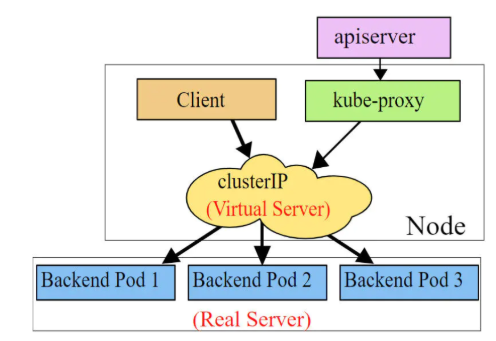 apiserver
Client
kube-proxy
clusterIP
(Virtual Server)
Node
Backend Pod 1
Backend Pod 2
Backend Pod 3
(Real Server)